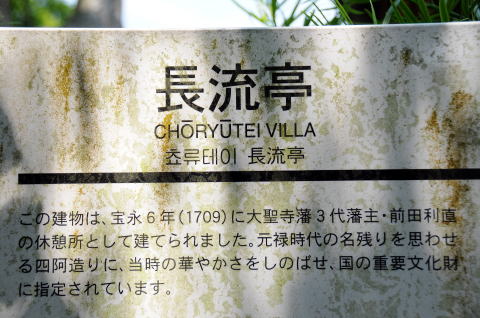 長流亭
CHŌRYŪTEI VILLA
쵸류테이 長流亭
この建物は、宝永6年(1709)に大聖寺藩3代藩主・前田利直
の休憩所として建てられました。元禄時代の名残りを思わせ
る四阿造りに、当時の華やかさをしのばせ、国の重要文化財
に指定されています。